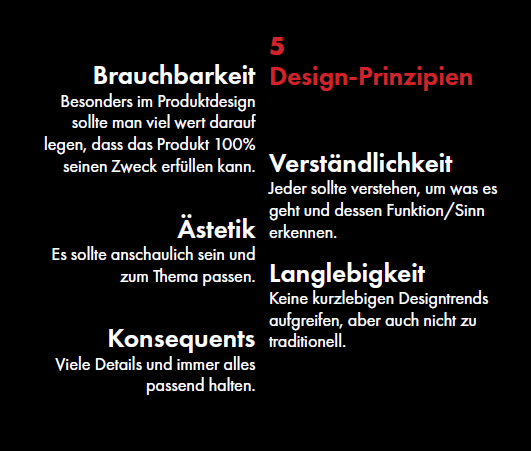 5
Design-Prinzipien
Brauchbarkeit
Besonders im Produktdesign
sollte man viel wert darauf
legen, dass das Produkt 100%
seinen Zweck erfüllen kann.
Ästetik
Es sollte anschaulich sein und
zum Thema passen.
Konsequents
Viele Details und immer alles
passend halten.
Verständlichkeit
Jeder sollte verstehen, um was es
geht und dessen Funktion/Sinn
erkennen.
Langlebigkeit
Keine kurzlebigen Designtrends
aufgreifen, aber auch nicht zu
traditionell.